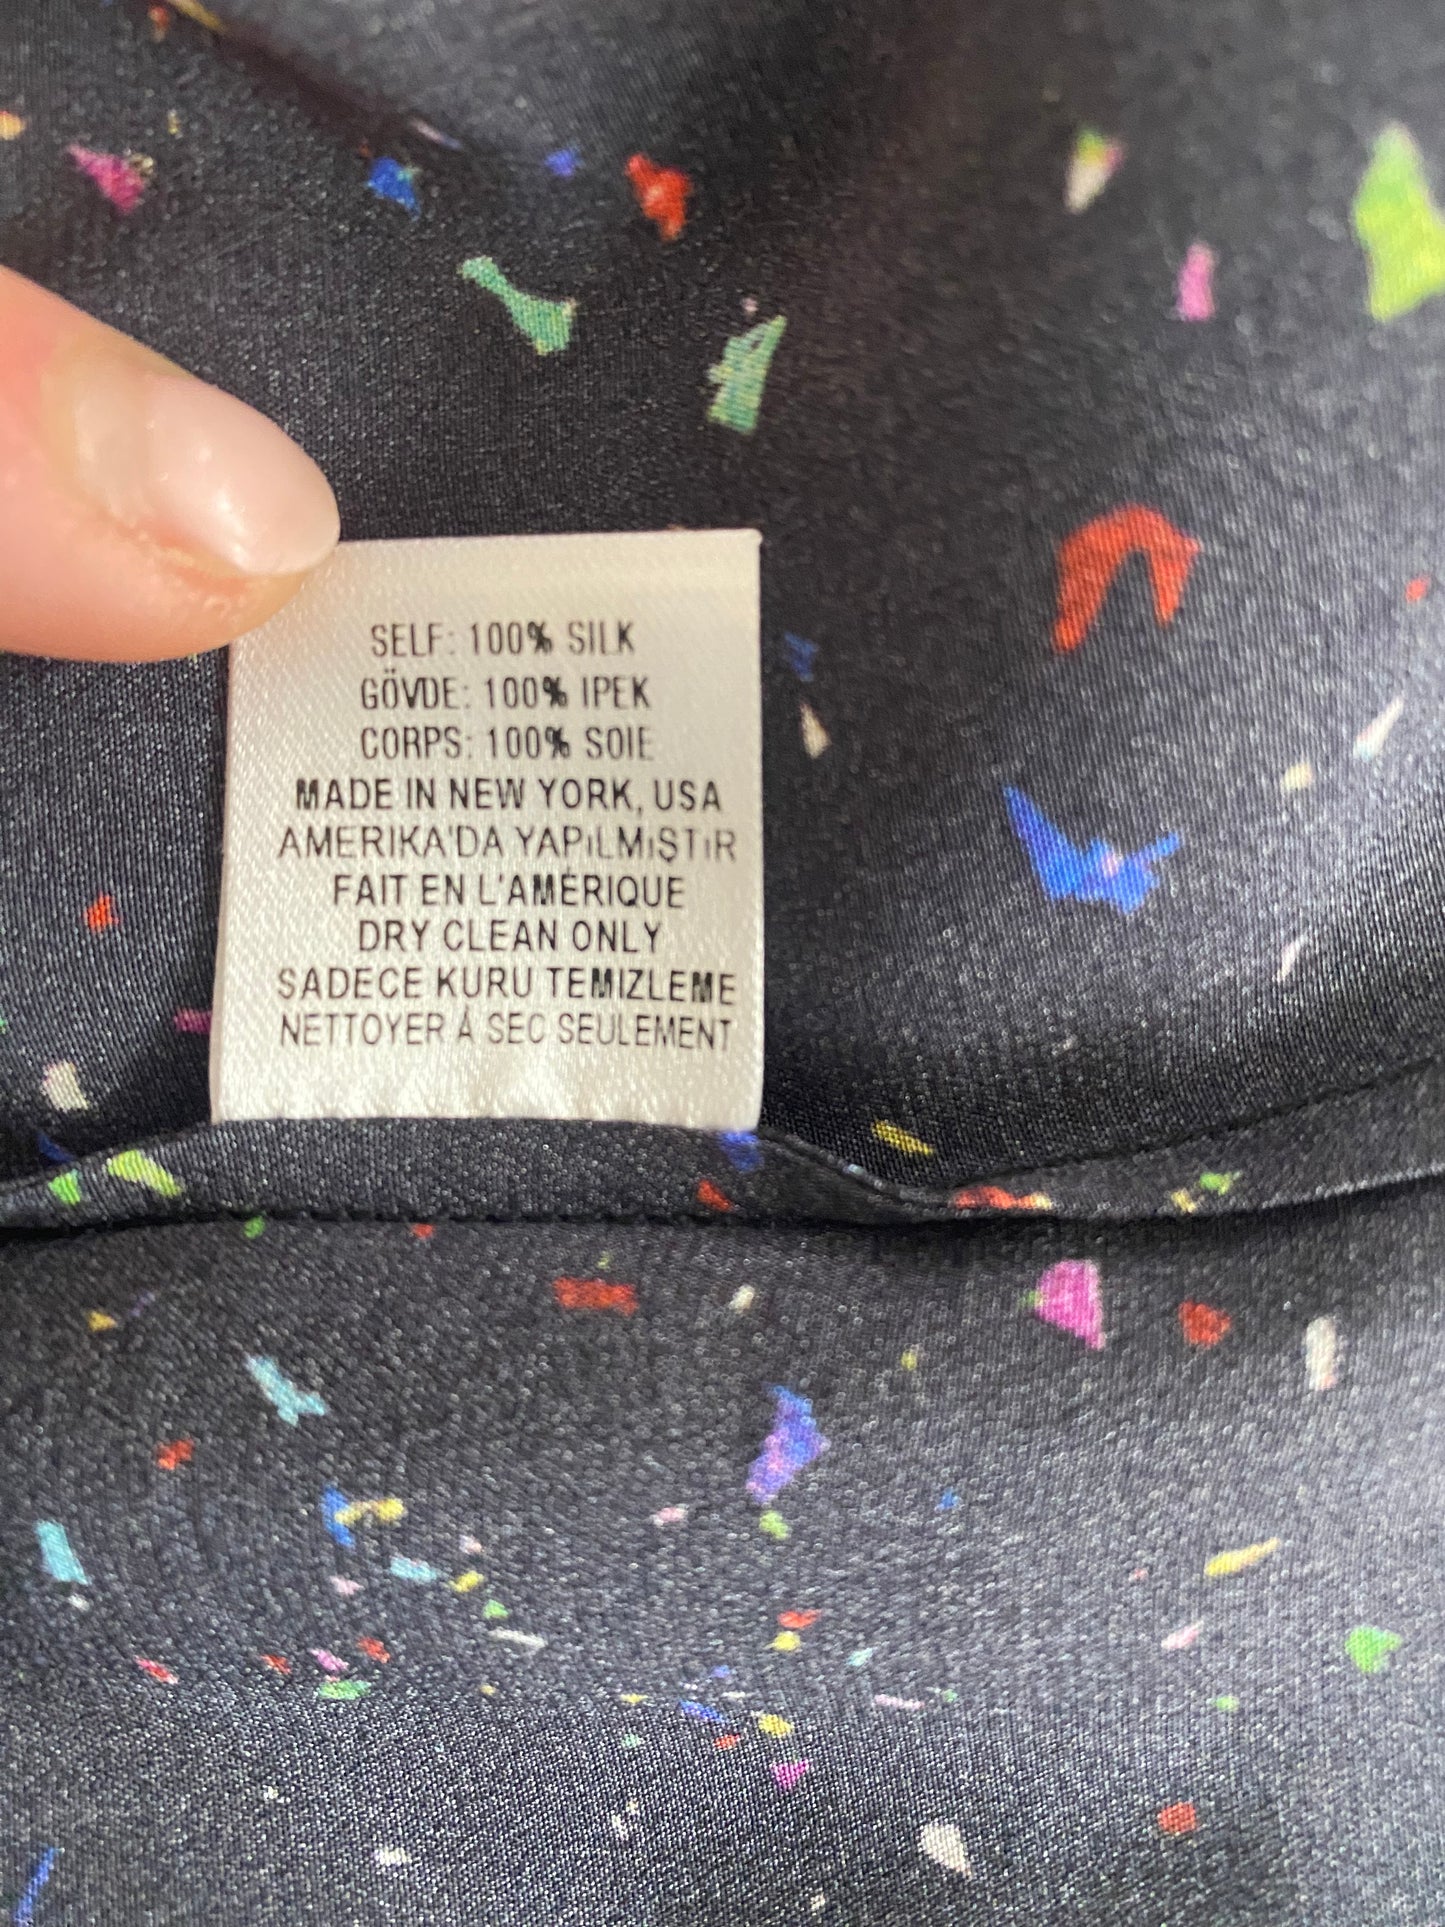 SELF: 100% SILK
GÖVDE: 100% IPEK
CORPS: 100% SOIE
MADE IN NEW YORK, USA
AMERIKA'DA YAPıLMıŞTıR
FAIT EN L'AMÉRIQUE
DRY CLEAN ONLY
SADECE KURU TEMIZLEME
NETTOYER À SEC SEULEMENT